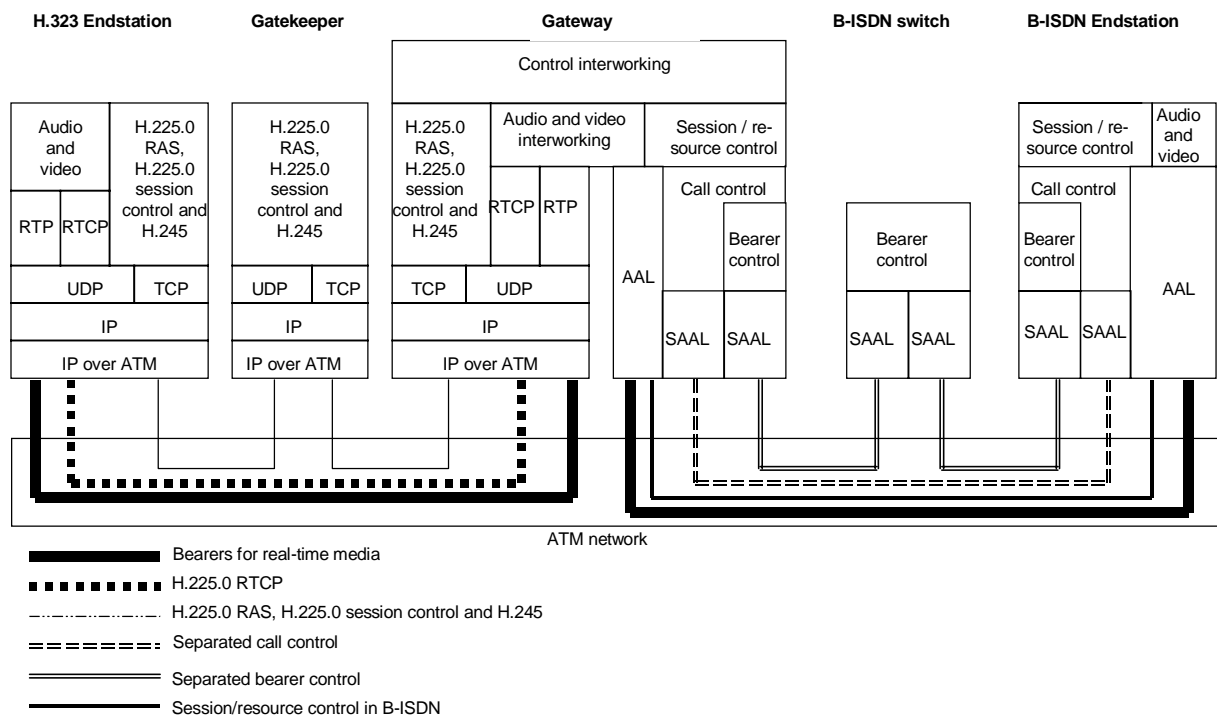 H.323 Endstation
Gatekeeper
Gateway
B-ISDN switch
B-ISDN Endstation
Control interworking
Audio
and
video
H.225.0
RAS,
H.225.0
session
control and
H.245
RTP
RTCP
UDP
TCP
IP
IP over ATM
H.225.0
RAS,
H.225.0
session
control and
H.245
UDP
TCP
IP
IP over ATM
H.225.0
RAS,
H.225.0
session
control and
H.245
Audio and video
interworking
Session / re-
source control
RTCP
RTP
TCP
UDP
IP
IP over ATM
AAL
Call control
Bearer
control
SAAL
SAAL
Bearer
control
SAAL
SAAL
Session / re-
source control
Audio
and
video
Call control
Bearer
control
SAAL
SAAL
AAL
ATM network
Bearers for real-time media
H.225.0 RTCP
H.225.0 RAS, H.225.0 session control and H.245
Separated call control
Separated bearer control
Session/resource control in B-ISDN